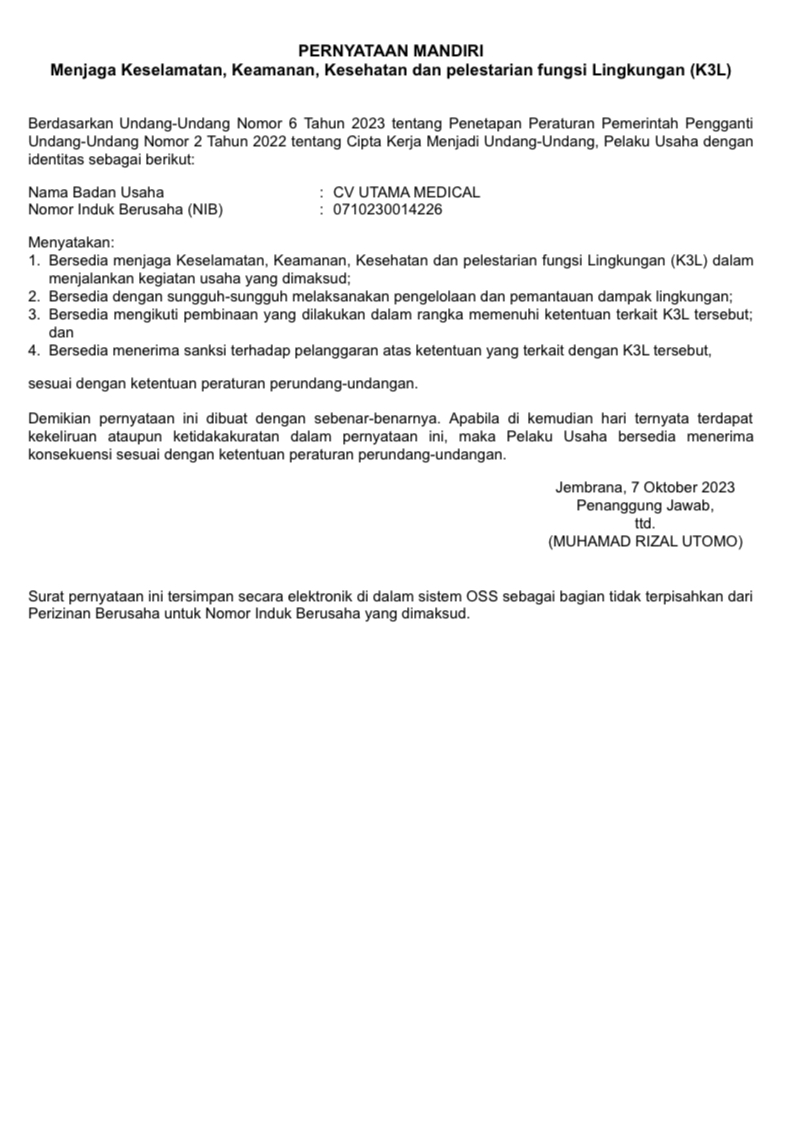 PERNYATAAN MANDIRI
Menjaga Keselamatan, Keamanan, Kesehatan dan pelestarian fungsi Lingkungan (K3L)
Berdasarkan Undang-Undang Nomor 6 Tahun 2023 tentang Penetapan Peraturan Pemerintah Pengganti
Undang-Undang Nomor 2 Tahun 2022 tentang Cipta Kerja Menjadi Undang-Undang, Pelaku Usaha dengan
identitas sebagai berikut:
Nama Badan Usaha : CV UTAMA MEDICAL
Nomor Induk Berusaha (NIB) : 0710230014226
Menyatakan:
1. Bersedia menjaga Keselamatan, Keamanan, Kesehatan dan pelestarian fungsi Lingkungan (K3L) dalam
menjalankan kegiatan usaha yang dimaksud;
2. Bersedia dengan sungguh-sungguh melaksanakan pengelolaan dan pemantauan dampak lingkungan;
3. Bersedia mengikuti pembinaan yang dilakukan dalam rangka memenuhi ketentuan terkait K3L tersebut;
dan
4. Bersedia menerima sanksi terhadap pelanggaran atas ketentuan yang terkait dengan K3L tersebut,
sesuai dengan ketentuan peraturan perundang-undangan.
Demikian pernyataan ini dibuat dengan sebenar-benarnya. Apabila di kemudian hari ternyata terdapat
kekeliruan ataupun ketidakakuratan dalam pernyataan ini, maka Pelaku Usaha bersedia menerima
konsekuensi sesuai dengan ketentuan peraturan perundang-undangan.
Jembrana, 7 Oktober 2023
Penanggung Jawab,
ttd.
(MUHAMAD RIZAL UTOMO)
Surat pernyataan ini tersimpan secara elektronik di dalam sistem OSS sebagai bagian tidak terpisahkan dari
Perizinan Berusaha untuk Nomor Induk Berusaha yang dimaksud.